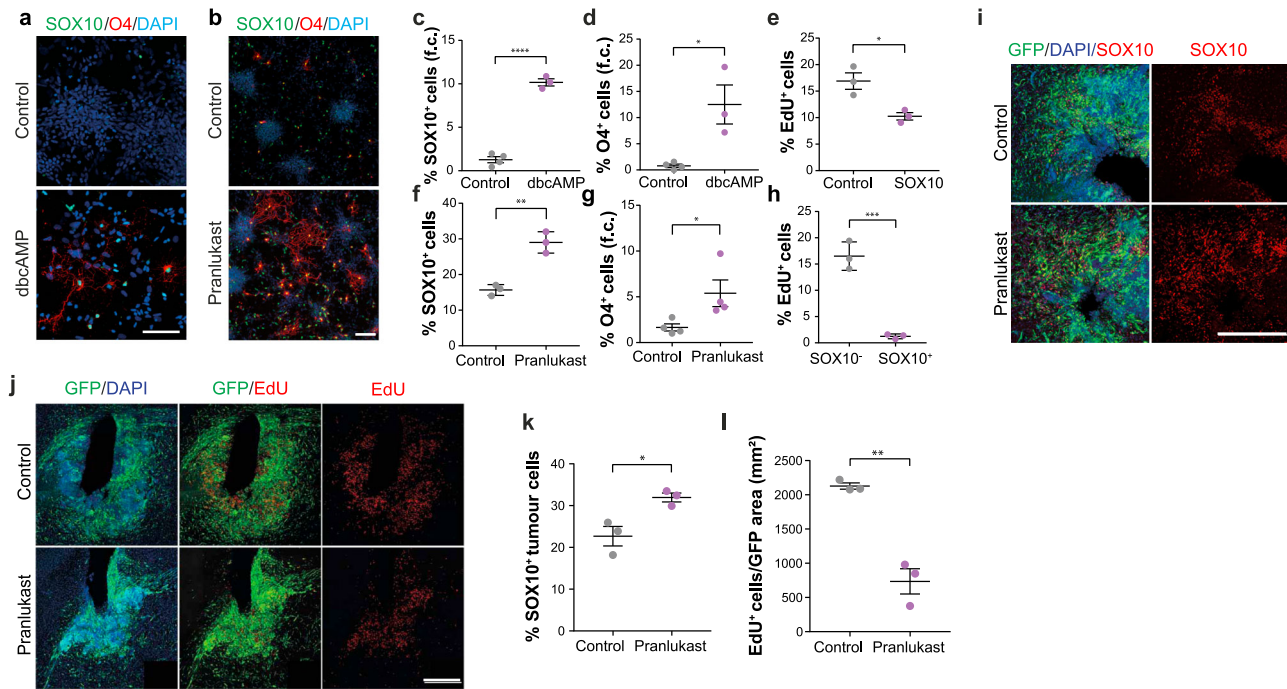 a
SOX10/O4/DAPI
Control
dbcAMP
b
SOX10/O4/DAPI
Control
Pranlukast
c
% SOX10⁺ cells (f.c.)
15
10
5
0
****
Control
dbcAMP
d
% O4⁺ cells (f.c.)
25
20
15
10
5
0
*
Control
dbcAMP
e
% EdU⁺ cells
25
20
15
10
5
0
*
Control
SOX10
f
% SOX10⁺ cells
40
30
20
10
0
**
Control
Pranlukast
g
% O4⁺ cells (f.c.)
15
10
5
0
*
Control
Pranlukast
h
% EdU⁺ cells
25
20
15
10
5
0
***
SOX10⁻
SOX10⁺
i
GFP/DAPI/SOX10
SOX10
Control
Pranlukast
j
GFP/DAPI
GFP/EdU
EdU
Control
Pranlukast
k
% SOX10⁺ tumour cells
40
30
20
10
0
*
Control
Pranlukast
l
EdU⁺ cells/GFP area (mm²)
2500
2000
1500
1000
500
0
**
Control
Pranlukast